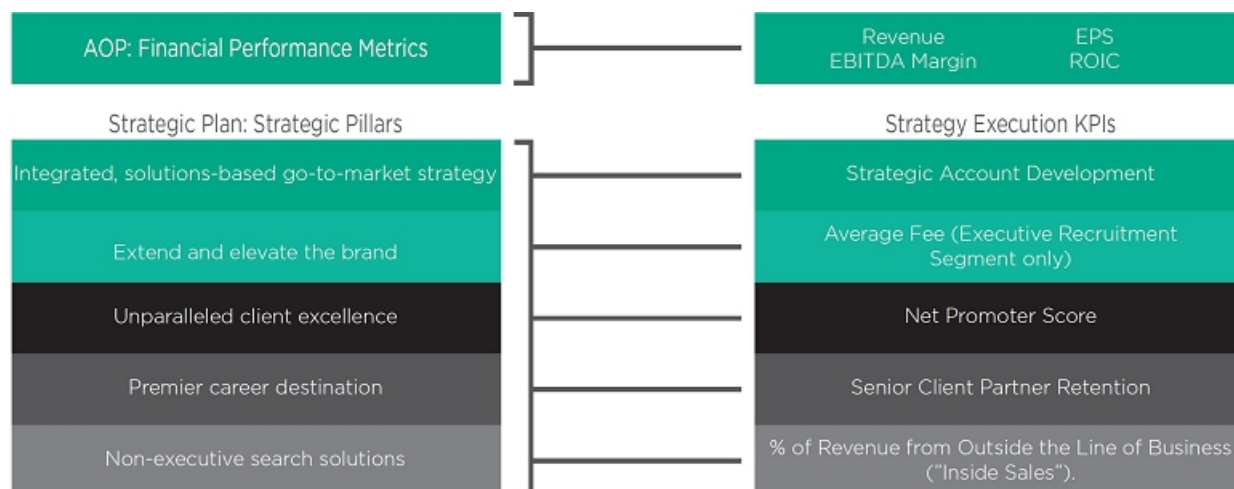 AOP: Financial Performance Metrics
Revenue EPS
EBITDA Margin ROIC
Strategic Plan: Strategic Pillars
Strategy Execution KPIs
Integrated, solutions-based go-to-market strategy
Strategic Account Development
Extend and elevate the brand
Average Fee (Executive Recruitment
Segment only)
Unparalleled client excellence
Net Promoter Score
Premier career destination
Senior Client Partner Retention
Non-executive search solutions
% of Revenue from Outside the Line of Business
("Inside Sales").